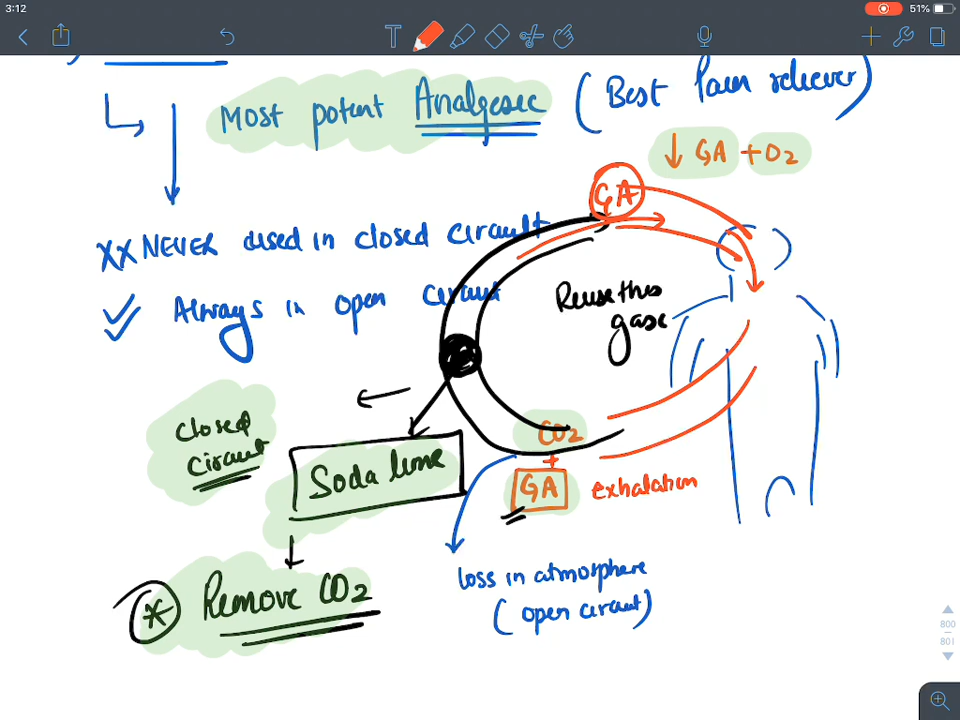 3:12
51%
T
Most potent Analgesic (Best Pain reliever)
↓ GA + O2
GA
XX NEVER used in closed circuit
Always in open circuit
Reuse this
gase
closed
circuit
CO2
+
GA
exhalation
Soda lime
loss in atmosphere
(open circuit)
* Remove CO2
800
801